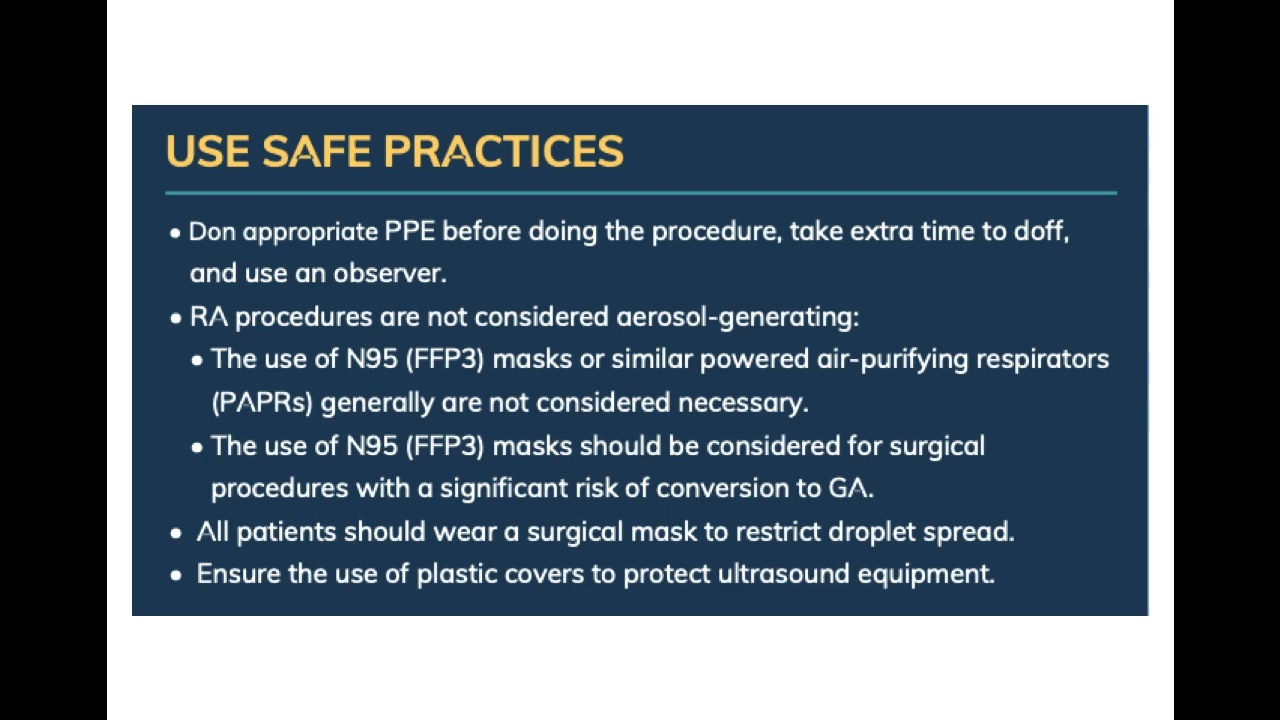 USE SAFE PRACTICES
• Don appropriate PPE before doing the procedure, take extra time to doff,
and use an observer.
• RA procedures are not considered aerosol-generating:
• The use of N95 (FFP3) masks or similar powered air-purifying respirators
(PAPRs) generally are not considered necessary.
• The use of N95 (FFP3) masks should be considered for surgical
procedures with a significant risk of conversion to GA.
• All patients should wear a surgical mask to restrict droplet spread.
• Ensure the use of plastic covers to protect ultrasound equipment.